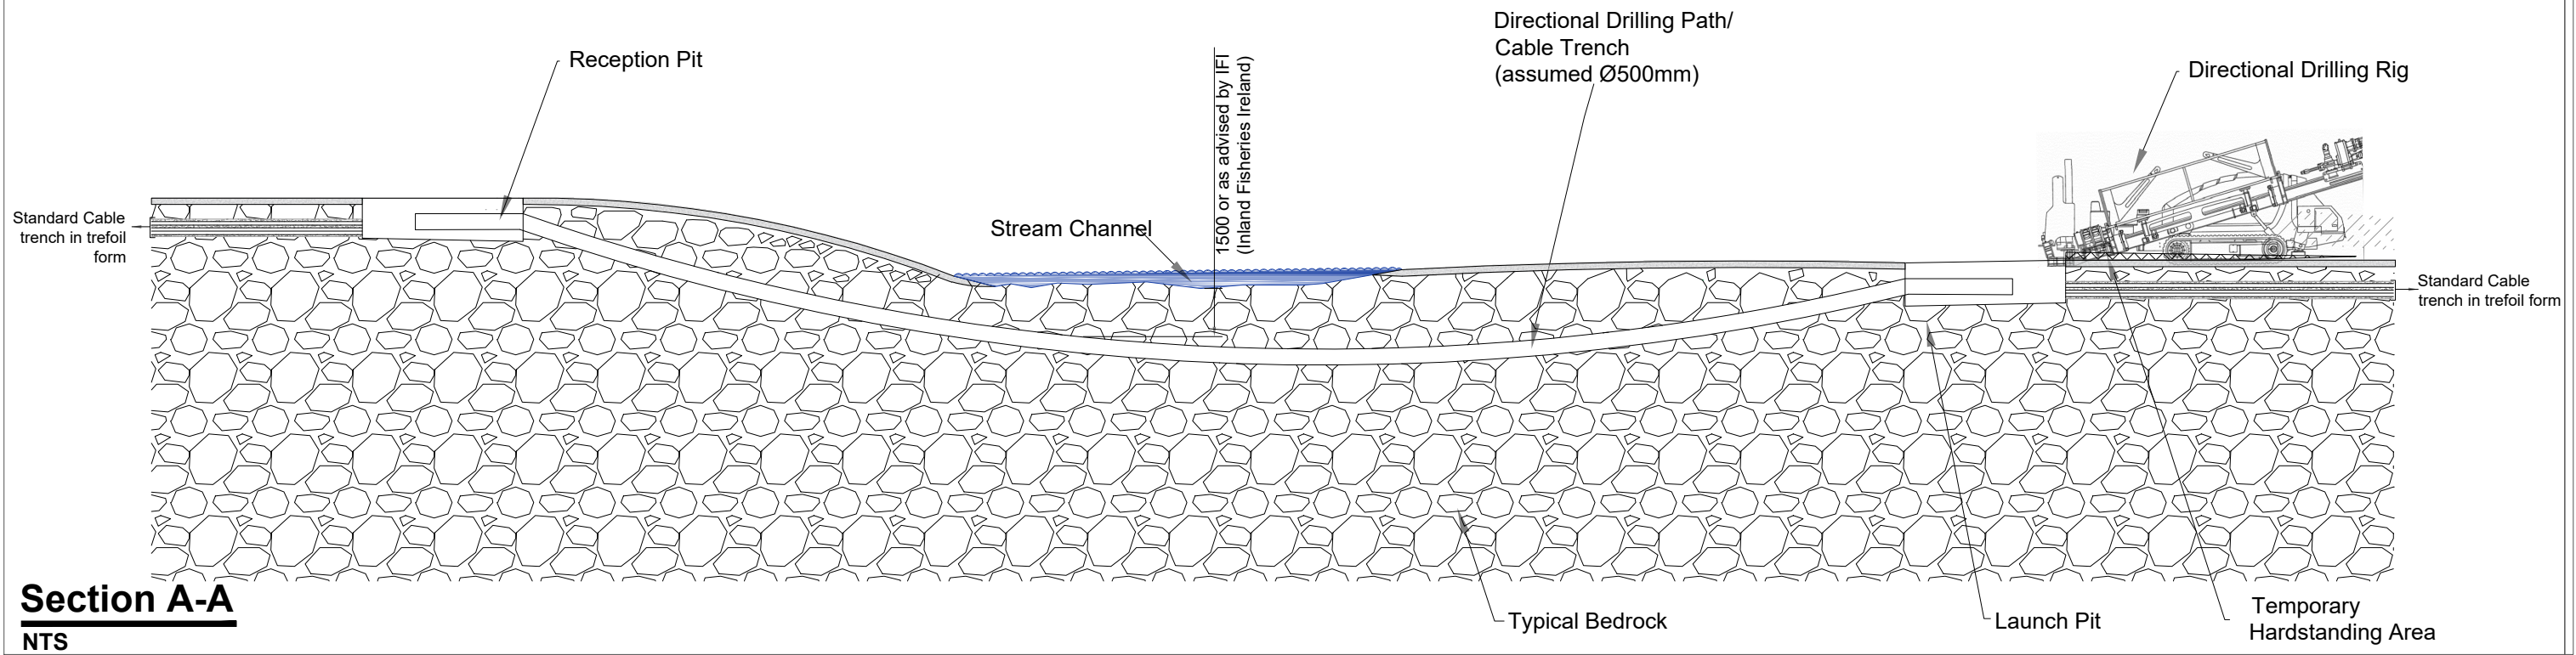 Directional Drilling Path/
Cable Trench
(assumed Ø500mm)
Reception Pit
Directional Drilling Rig
1500 or as advised by IFI
(Inland Fisheries Ireland)
Standard Cable
trench in trefoil
form
Stream Channel
Standard Cable
trench in trefoil form
Section A-A
NTS
Typical Bedrock
Launch Pit
Temporary
Hardstanding Area